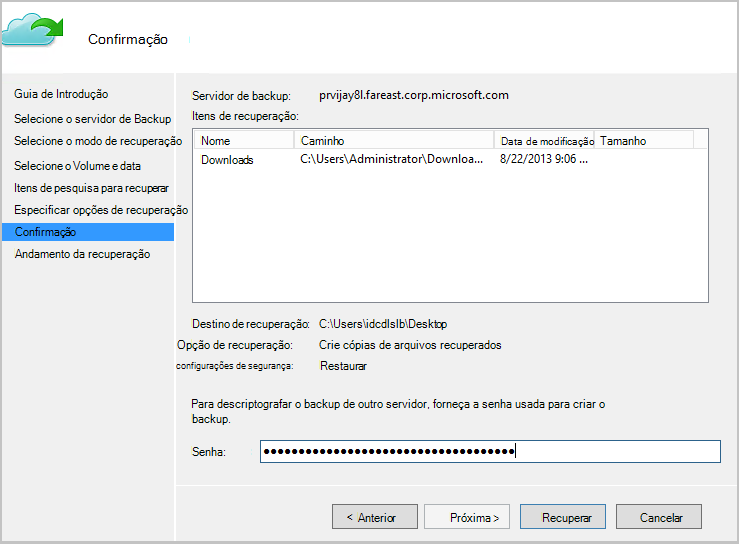 Confirmação
Guia de Introdução
Selecione o servidor de Backup
Selecione o modo de recuperação
Selecione o Volume e data
Itens de pesquisa para recuperar
Especificar opções de recuperação
Confirmação
Andamento da recuperação
Servidor de backup: prvijay8l.fareast.corp.microsoft.com
Itens de recuperação:
Nome Caminho Data de modificação Tamanho
Downloads C:\Users\Administrator\Downloa... 8/22/2013 9:06 ...
Destino de recuperação: C:\Users\idcdlslb\Desktop
Opção de recuperação: Crie cópias de arquivos recuperados
configurações de segurança: Restaurar
Para descriptografar o backup de outro servidor, forneça a senha usada para criar o
backup.
Senha:
< Anterior Próxima > Recuperar Cancelar